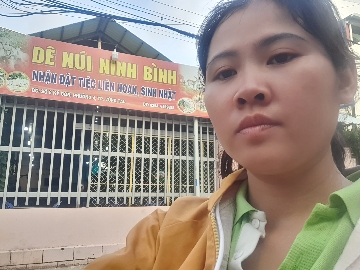 DÊ NÚI NINH BÌNH
NHẬN ĐẶT TIỆC LIÊN HOAN, SINH NHẬT